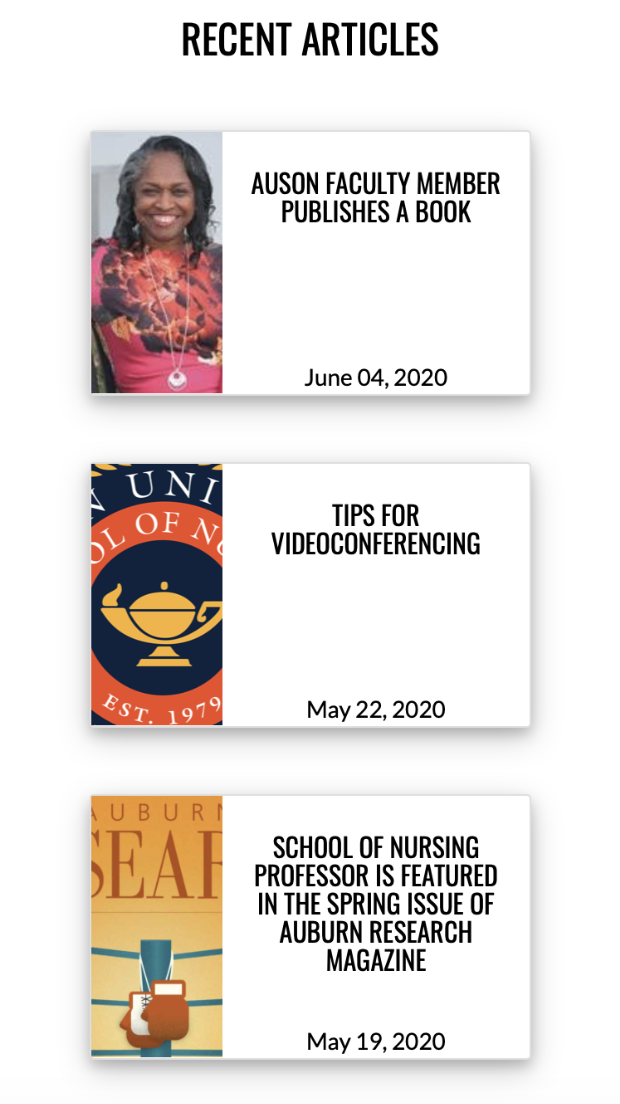 RECENT ARTICLES
AUSON FACULTY MEMBER
PUBLISHES A BOOK
June 04, 2020
N UNI
OL OF NU
EST. 1979
TIPS FOR
VIDEOCONFERENCING
May 22, 2020
AUBURN
SEAR
SCHOOL OF NURSING
PROFESSOR IS FEATURED
IN THE SPRING ISSUE OF
AUBURN RESEARCH
MAGAZINE
May 19, 2020